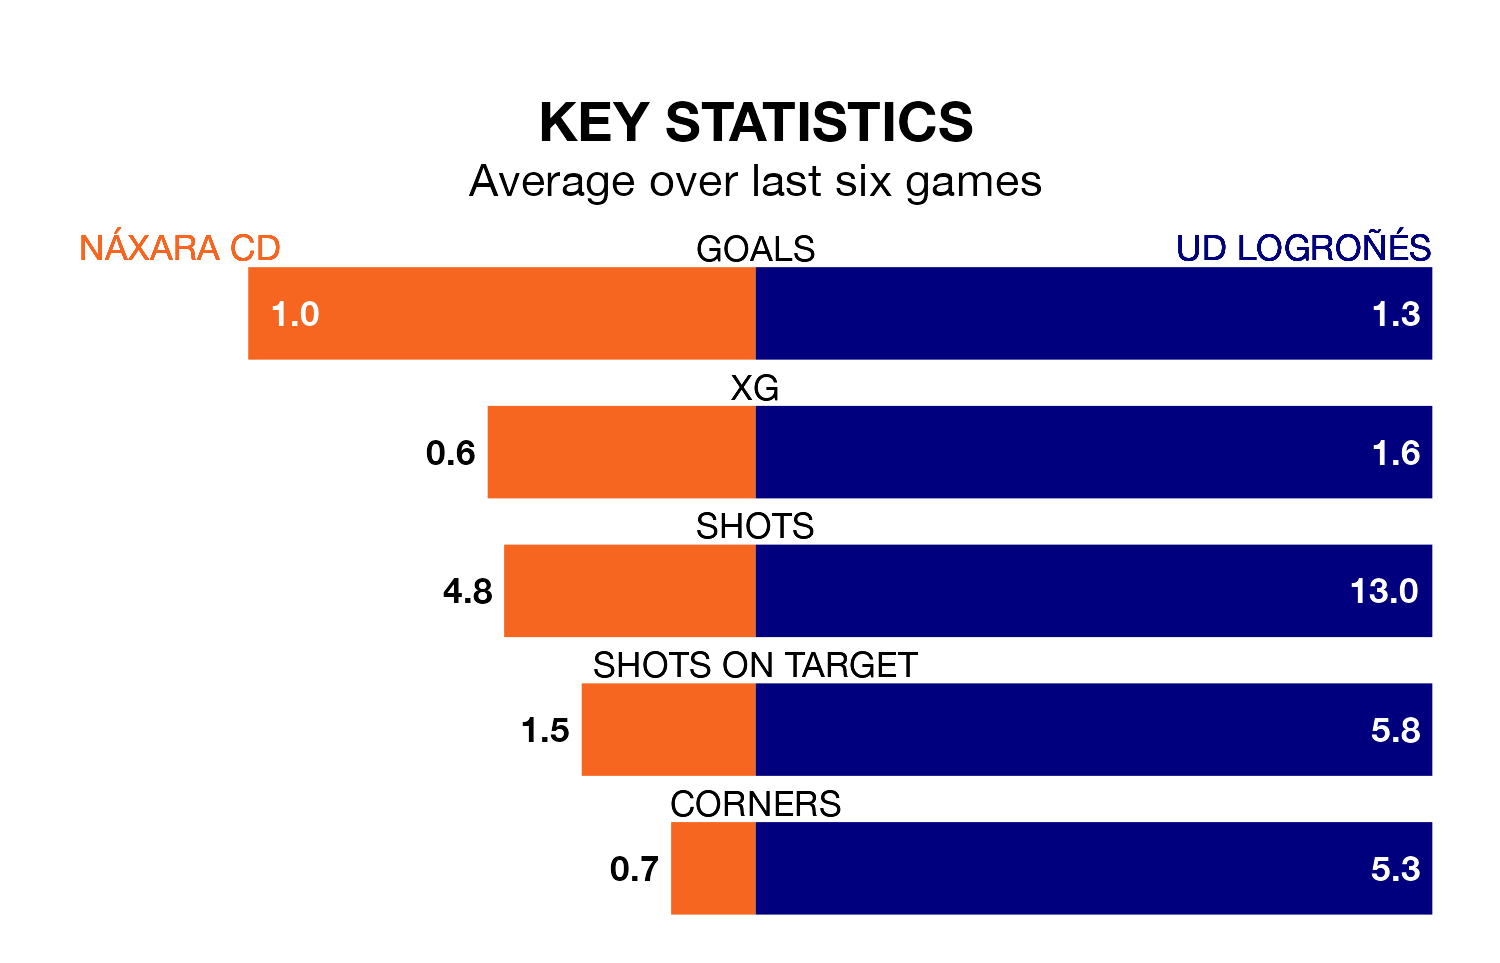 KEY STATISTICS
Average over last six games
NÁXARA CD GOALS UD LOGROÑÉS
1.0 1.3
XG
0.6 1.6
SHOTS
4.8 13.0
SHOTS ON TARGET
1.5 5.8
CORNERS
0.7 5.3